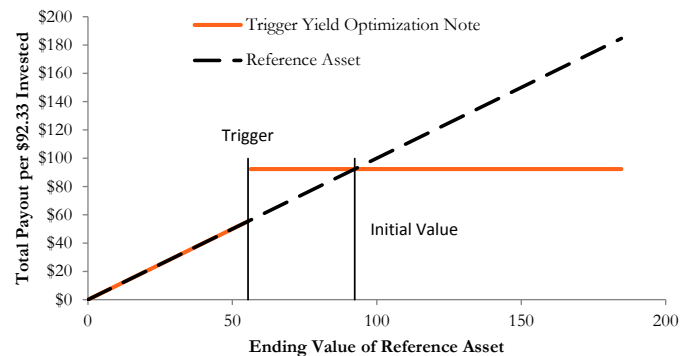 Total Payout per $92.33 Invested
$200
$180
$160
$140
$120
$100
$80
$60
$40
$20
$0
Trigger Yield Optimization Note
Reference Asset
Trigger
Initial Value
0
50
100
150
200
Ending Value of Reference Asset